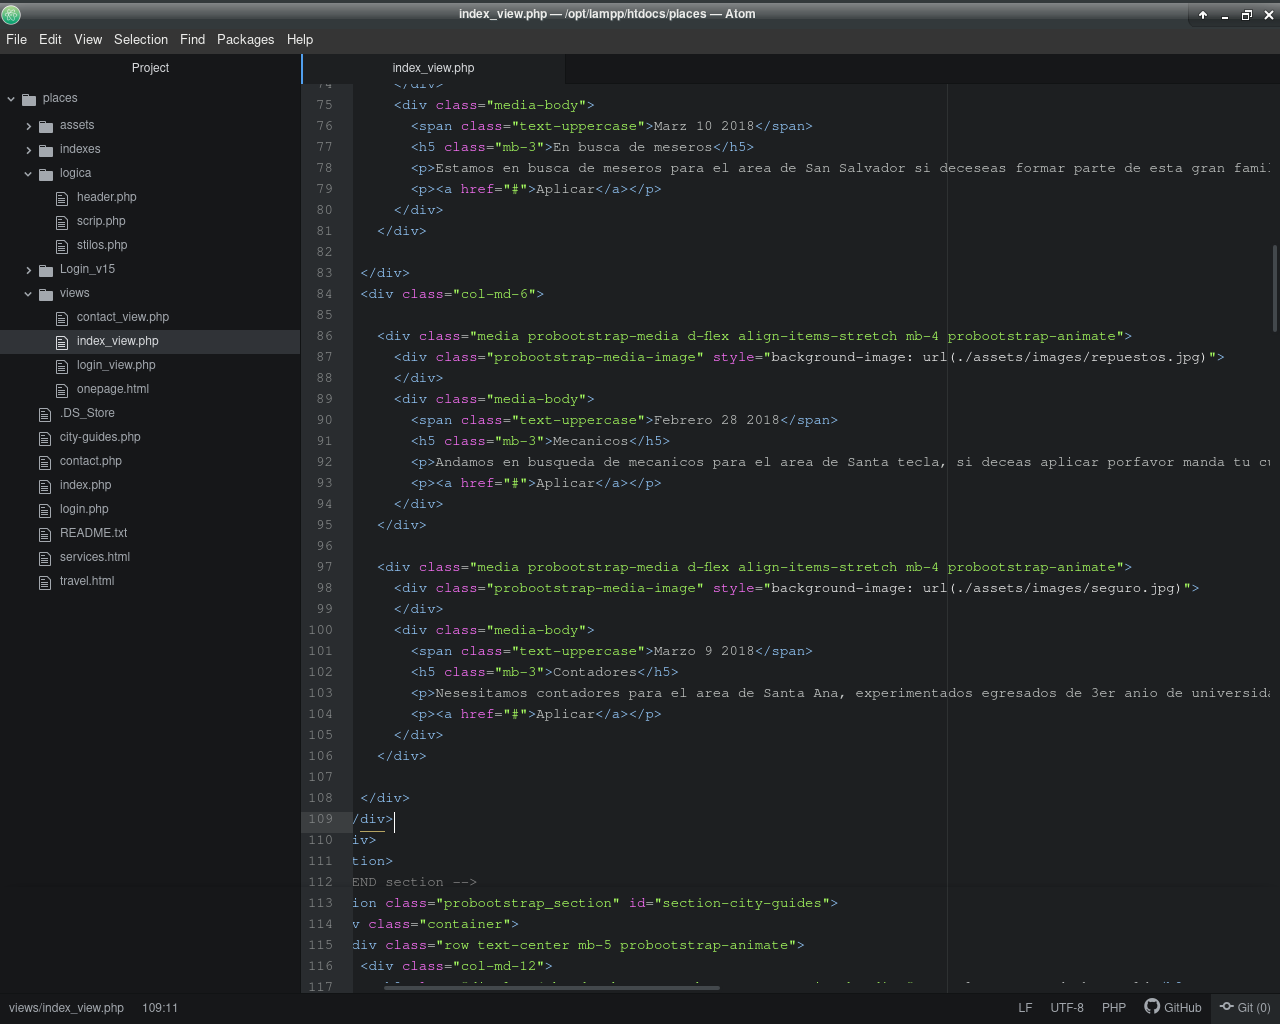 index_view.php — /opt/lampp/htdocs/places — Atom
File Edit View Selection Find Packages Help
Project
index_view.php
places
assets
indexes
logica
header.php
scrip.php
stilos.php
Login_v15
views
contact_view.php
index_view.php
login_view.php
onepage.html
.DS_Store
city-guides.php
contact.php
index.php
login.php
README.txt
services.html
travel.html
74 </div>
75 <div class="media-body">
76 <span class="text-uppercase">Marz 10 2018</span>
77 <h5 class="mb-3">En busca de meseros</h5>
78 <p>Estamos en busca de meseros para el area de San Salvador si deceseas formar parte de esta gran famil
79 <p><a href="#">Aplicar</a></p>
80 </div>
81 </div>
82
83 </div>
84 <div class="col-md-6">
85
86 <div class="media probootstrap-media d-flex align-items-stretch mb-4 probootstrap-animate">
87 <div class="probootstrap-media-image" style="background-image: url(./assets/images/repuestos.jpg)">
88 </div>
89 <div class="media-body">
90 <span class="text-uppercase">Febrero 28 2018</span>
91 <h5 class="mb-3">Mecanicos</h5>
92 <p>Andamos en busqueda de mecanicos para el area de Santa tecla, si deceas aplicar porfavor manda tu cu
93 <p><a href="#">Aplicar</a></p>
94 </div>
95 </div>
96
97 <div class="media probootstrap-media d-flex align-items-stretch mb-4 probootstrap-animate">
98 <div class="probootstrap-media-image" style="background-image: url(./assets/images/seguro.jpg)">
99 </div>
100 <div class="media-body">
101 <span class="text-uppercase">Marzo 9 2018</span>
102 <h5 class="mb-3">Contadores</h5>
103 <p>Nesesitamos contadores para el area de Santa Ana, experimentados egresados de 3er anio de universida
104 <p><a href="#">Aplicar</a></p>
105 </div>
106 </div>
107
108 </div>
109 /div>
110 iv>
111 tion>
112 END section -->
113 ion class="probootstrap_section" id="section-city-guides">
114 v class="container">
115 div class="row text-center mb-5 probootstrap-animate">
116 <div class="col-md-12">
117
views/index_view.php 109:11 LF UTF-8 PHP GitHub Git (0)